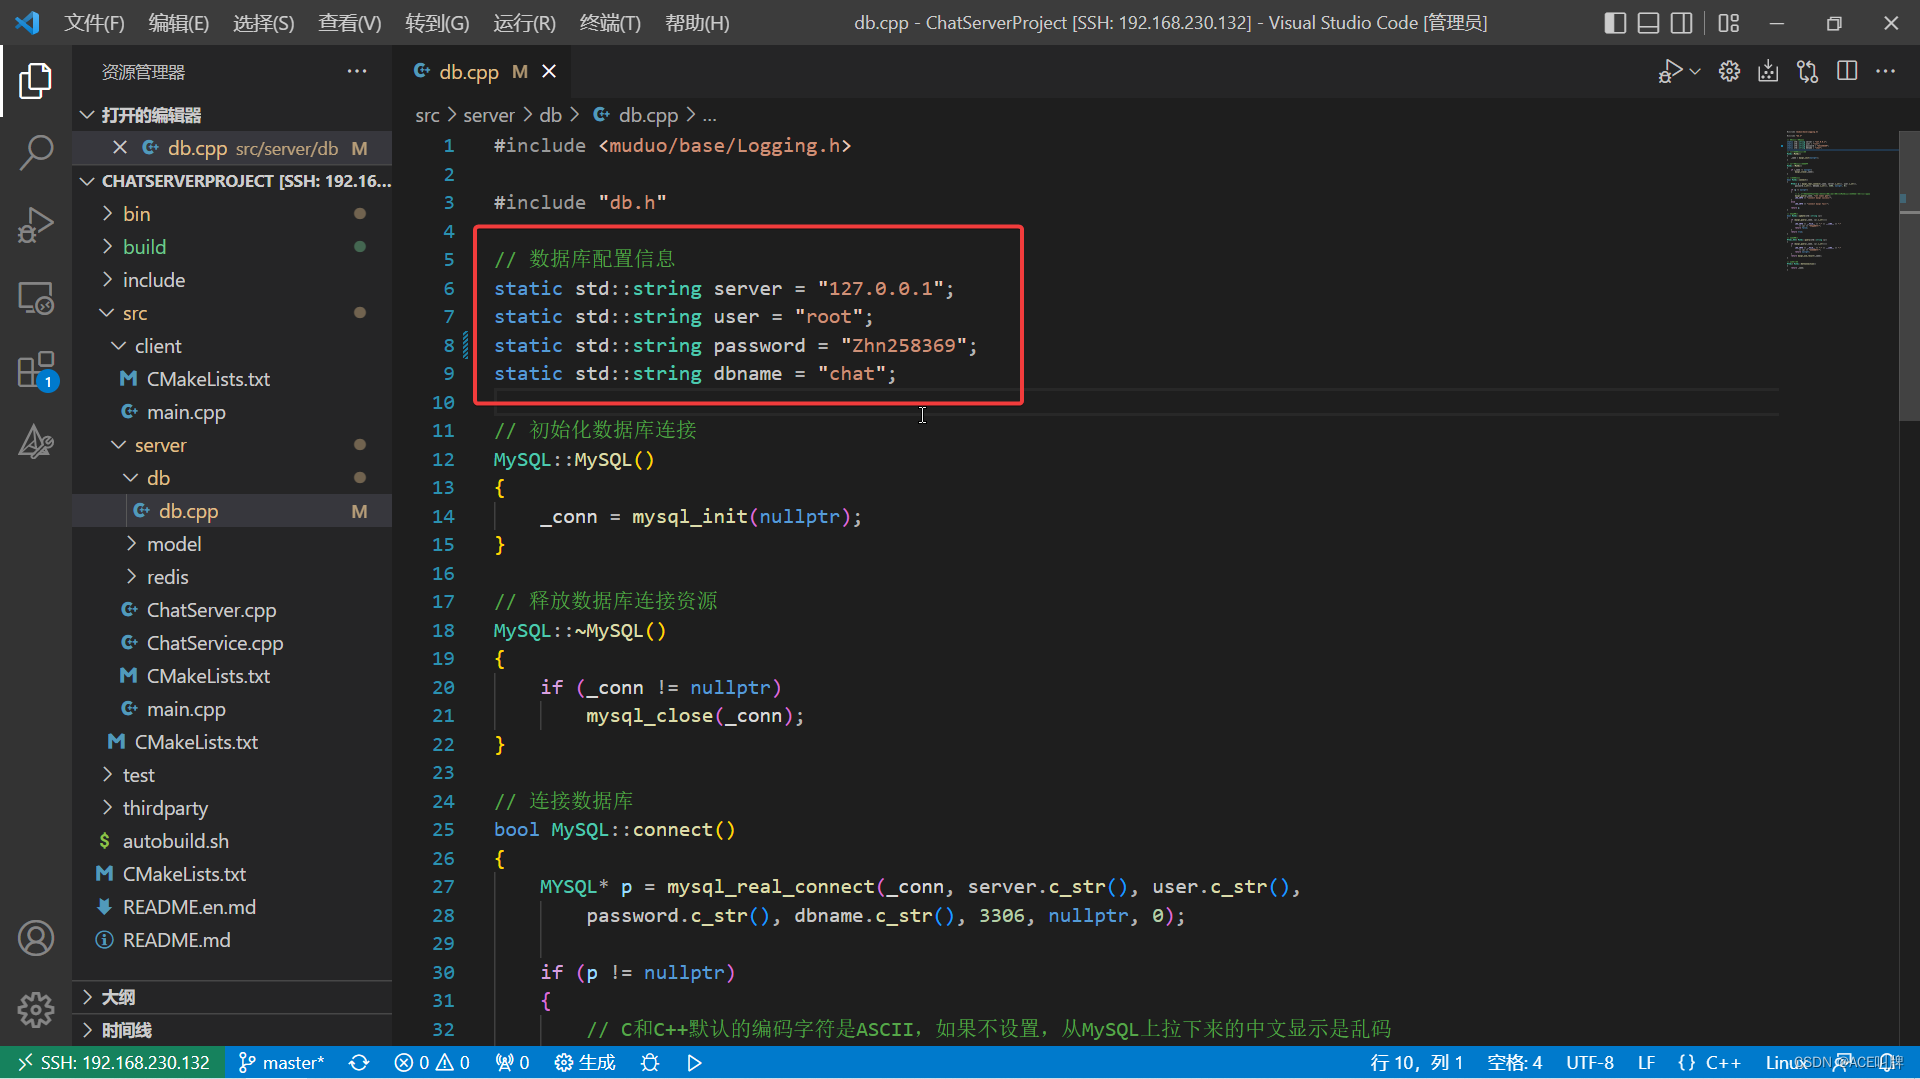 文件(F) 编辑(E) 选择(S) 查看(V) 转到(G) 运行(R) 终端(T) 帮助(H) db.cpp - ChatServerProject [SSH: 192.168.230.132] - Visual Studio Code [管理员]
资源管理器
db.cpp M
打开的编辑器
src > server > db > db.cpp > ...
db.cpp src/server/db M
CHATSERVERPROJECT [SSH: 192.16...
bin
build
include
src
client
CMakeLists.txt
main.cpp
server
db
db.cpp M
model
redis
ChatServer.cpp
ChatService.cpp
CMakeLists.txt
main.cpp
CMakeLists.txt
test
thirdparty
autobuild.sh
CMakeLists.txt
README.en.md
README.md
大纲
时间线
1
1 #include <muduo/base/Logging.h>
2
3 #include "db.h"
4
5 // 数据库配置信息
6 static std::string server = "127.0.0.1";
7 static std::string user = "root";
8 static std::string password = "Zhn258369";
9 static std::string dbname = "chat";
10
11 // 初始化数据库连接
12 MySQL::MySQL()
13 {
14 _conn = mysql_init(nullptr);
15 }
16
17 // 释放数据库连接资源
18 MySQL::~MySQL()
19 {
20 if (_conn != nullptr)
21 mysql_close(_conn);
22 }
23
24 // 连接数据库
25 bool MySQL::connect()
26 {
27 MYSQL* p = mysql_real_connect(_conn, server.c_str(), user.c_str(),
28 password.c_str(), dbname.c_str(), 3306, nullptr, 0);
29
30 if (p != nullptr)
31 {
32 // C和C++默认的编码字符是ASCII，如果不设置，从MySQL上拉下来的中文显示是乱码
SSH: 192.168.230.132 master* 0 0 0 生成 行 10，列 1 空格: 4 UTF-8 LF {} C++ Linux